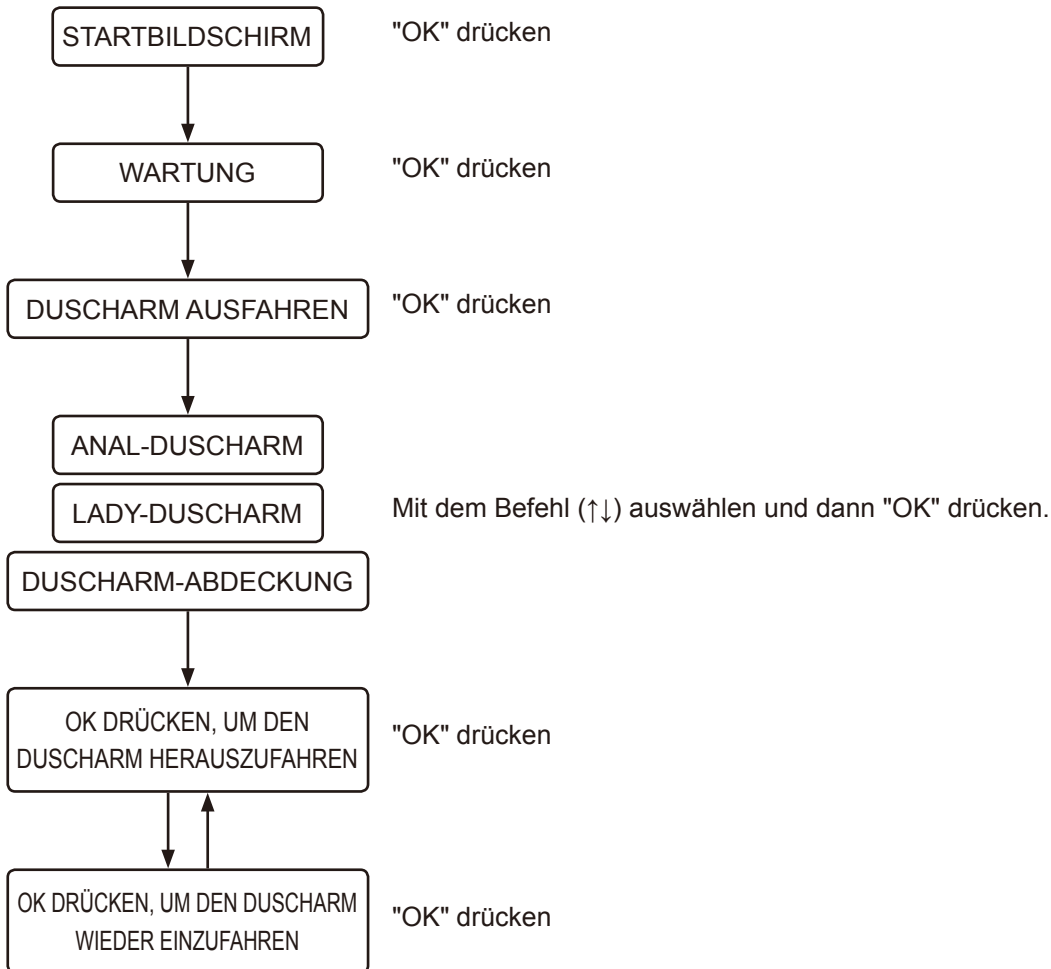 STARTBILDSCHIRM
"OK" drücken
WARTUNG
"OK" drücken
DUSCHARM AUSFAHREN
"OK" drücken
ANAL-DUSCHARM
LADY-DUSCHARM
Mit dem Befehl (↑↓) auswählen und dann "OK" drücken.
DUSCHARM-ABDECKUNG
OK DRÜCKEN, UM DEN
DUSCHARM HERAUSZUFAHREN
"OK" drücken
OK DRÜCKEN, UM DEN DUSCHARM
WIEDER EINZUFAHREN
"OK" drücken